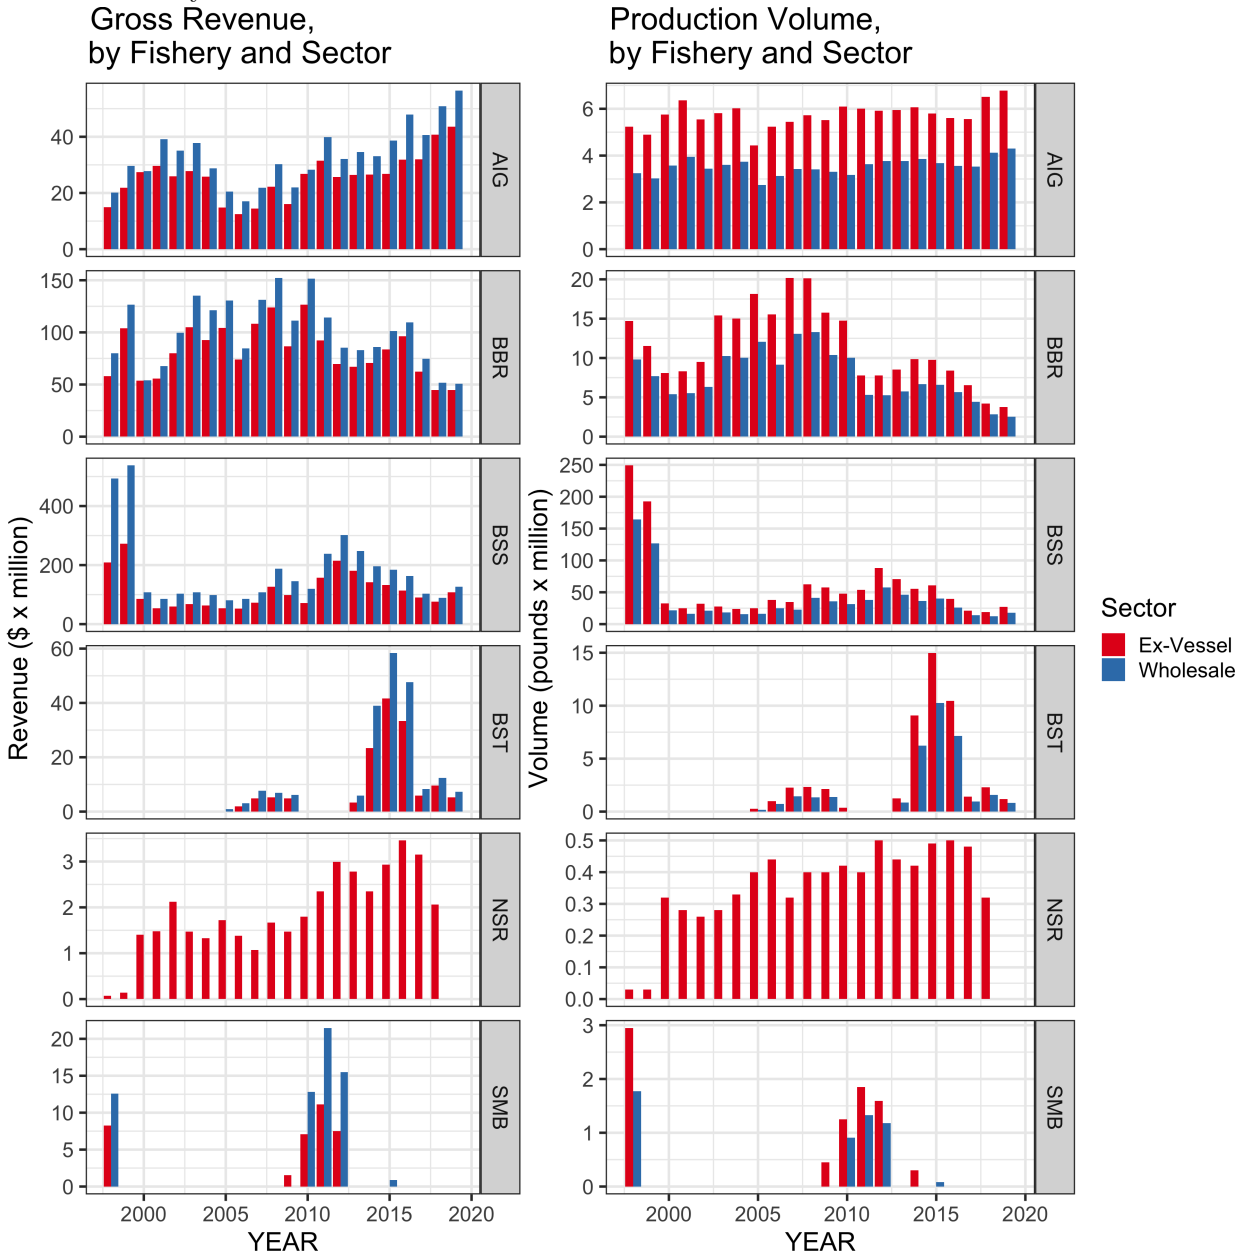 Gross Revenue,
by Fishery and Sector
Production Volume,
by Fishery and Sector
Revenue ($ x million)
0
20
40
AIG
0
50
100
150
BBR
0
200
400
BSS
0
20
40
60
BST
0
1
2
3
NSR
0
5
10
15
20
SMB
2000
2005
2010
2015
2020
YEAR
Volume (pounds x million)
0
2
4
6
AIG
0
5
10
15
20
BBR
0
50
100
150
200
250
BSS
0
5
10
15
BST
0.0
0.1
0.2
0.3
0.4
0.5
NSR
0
1
2
3
SMB
2000
2005
2010
2015
2020
YEAR
Sector
Ex-Vessel
Wholesale